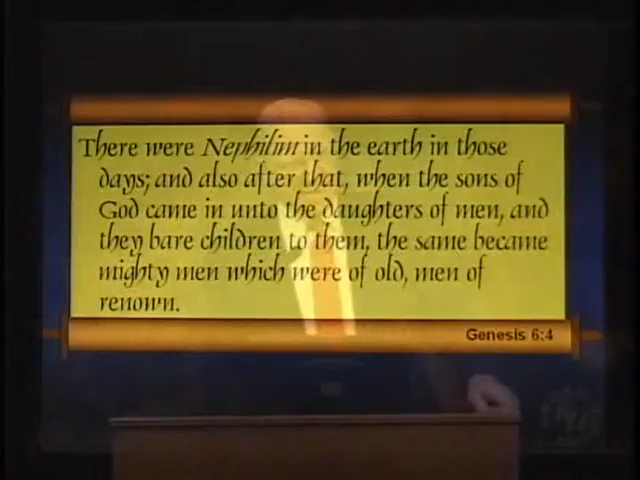 There were Nephilim in the earth in those
days; and also after that, when the sons of
God came in unto the daughters of men, and
they bare children to them, the same became
mighty men which were of old, men of
renown.
Genesis 6:4